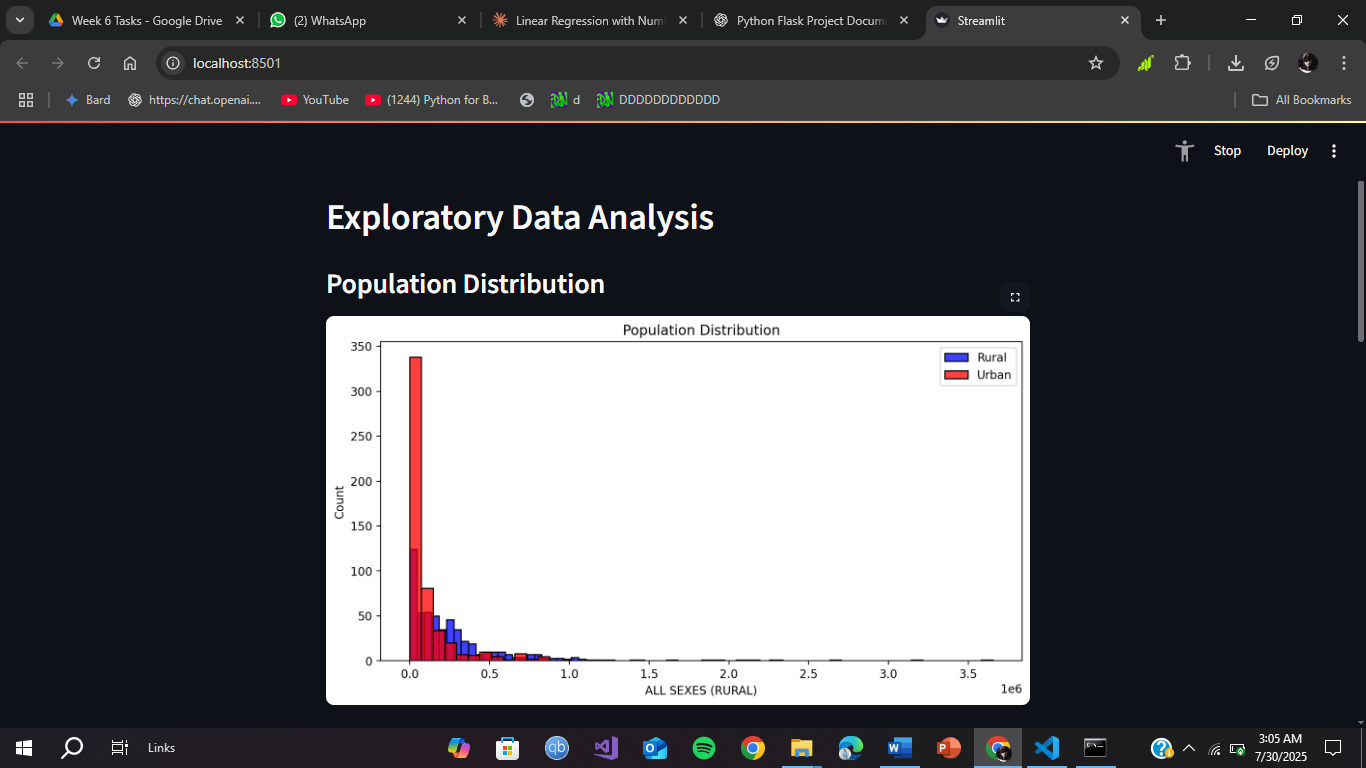 Week 6 Tasks - Google Drive
(2) WhatsApp
Linear Regression with Num
Python Flask Project Docume
Streamlit
localhost:8501
Bard
https://chat.openai....
YouTube
(1244) Python for B...
d
DDDDDDDDDDDD
All Bookmarks
Stop
Deploy
Exploratory Data Analysis
Population Distribution
Population Distribution
Rural
Urban
350
300
250
200
150
100
50
0
Count
0.0 0.5 1.0 1.5 2.0 2.5 3.0 3.5
1e6
ALL SEXES (RURAL)
Links
qb
3:05 AM
7/30/2025